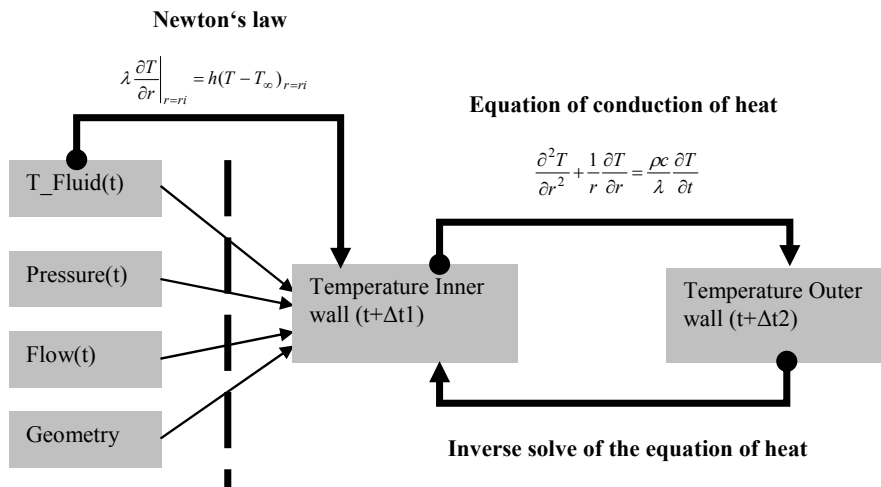 Newton‘s law
λ ∂T/∂r |r=ri = h(T − T∞)r=ri
Equation of conduction of heat
∂²T/∂r² + 1/r ∂T/∂r = ρc/λ ∂T/∂t
T_Fluid(t)
Pressure(t)
Flow(t)
Geometry
Temperature Inner
wall (t+Δt1)
Temperature Outer
wall (t+Δt2)
Inverse solve of the equation of heat